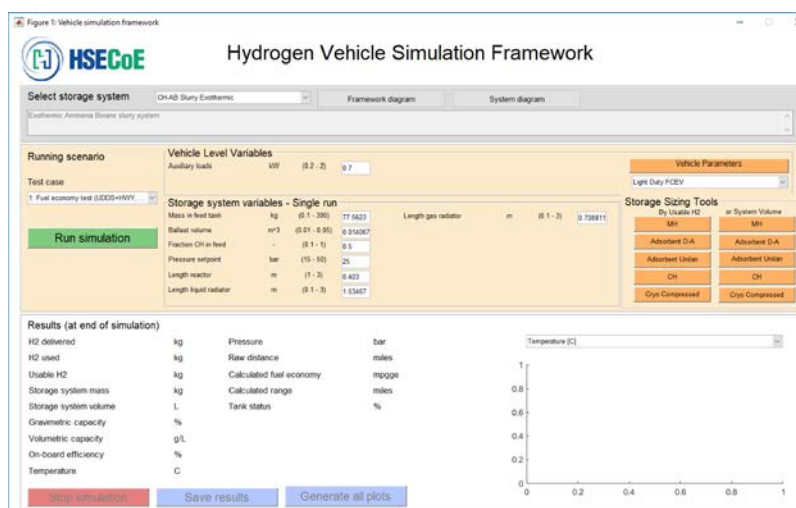 Figure 1: Vehicle simulation framework
HSECoE
Hydrogen Vehicle Simulation Framework
Select storage system
CH-AB Slurry Exothermic
Framework diagram
System diagram
Exothermic Ammonia Borane slurry system
Running scenario
Test case
1 Fuel economy test (UDDS+HWY, ...
Run simulation
Vehicle Level Variables
Auxiliary loads kW (0.2 - 2) 0.7
Vehicle Parameters
Light Duty FCEV
Storage system variables - Single run
Mass in feed tank kg (0.1 - 300) 77.5623 Length gas radiator m (0.1 - 3) 0.708811
Ballast volume m^3 (0.01 - 0.05) 0.014067
Fraction CH in feed - (0.1 - 1) 0.5
Pressure setpoint bar (15 - 50) 25
Length reactor m (1 - 3) 0.403
Length liquid radiator m (0.1 - 3) 1.53467
Storage Sizing Tools
By Usable H2 or System Volume
MH MH
Adsorbent D-A Adsorbent D-A
Adsorbent Unilan Adsorbent Unilan
CH CH
Cryo Compressed Cryo Compressed
Results (at end of simulation)
H2 delivered kg Pressure bar
H2 used kg Raw distance miles
Usable H2 kg Calculated fuel economy mpgge
Storage system mass kg Calculated range miles
Storage system volume L Tank status %
Gravimetric capacity %
Volumetric capacity g/L
On-board efficiency %
Temperature C
Temperature [C]
1
0.8
0.6
0.4
0.2
0
0 0.2 0.4 0.6 0.8 1
Stop simulation Save results Generate all plots